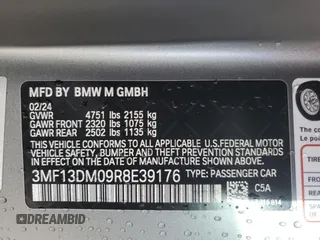 MFD BY BMW M GMBH
02/24
GVWR 4751 lbs 2155 kg
GAWR FRONT 2320 lbs 1075 kg
GAWR REAR 2502 lbs 1135 kg
THIS VEHICLE CONFORMS TO ALL APPLICABLE U.S. FEDERAL MOTOR
VEHICLE SAFETY, BUMPER, AND THEFT PREVENTION STANDARDS
IN EFFECT ON THE DATE OF MANUFACTURE SHOWN ABOVE.
3MF13DM09R8E39176 TYPE: PASSENGER CAR
C5A
DREAMBID